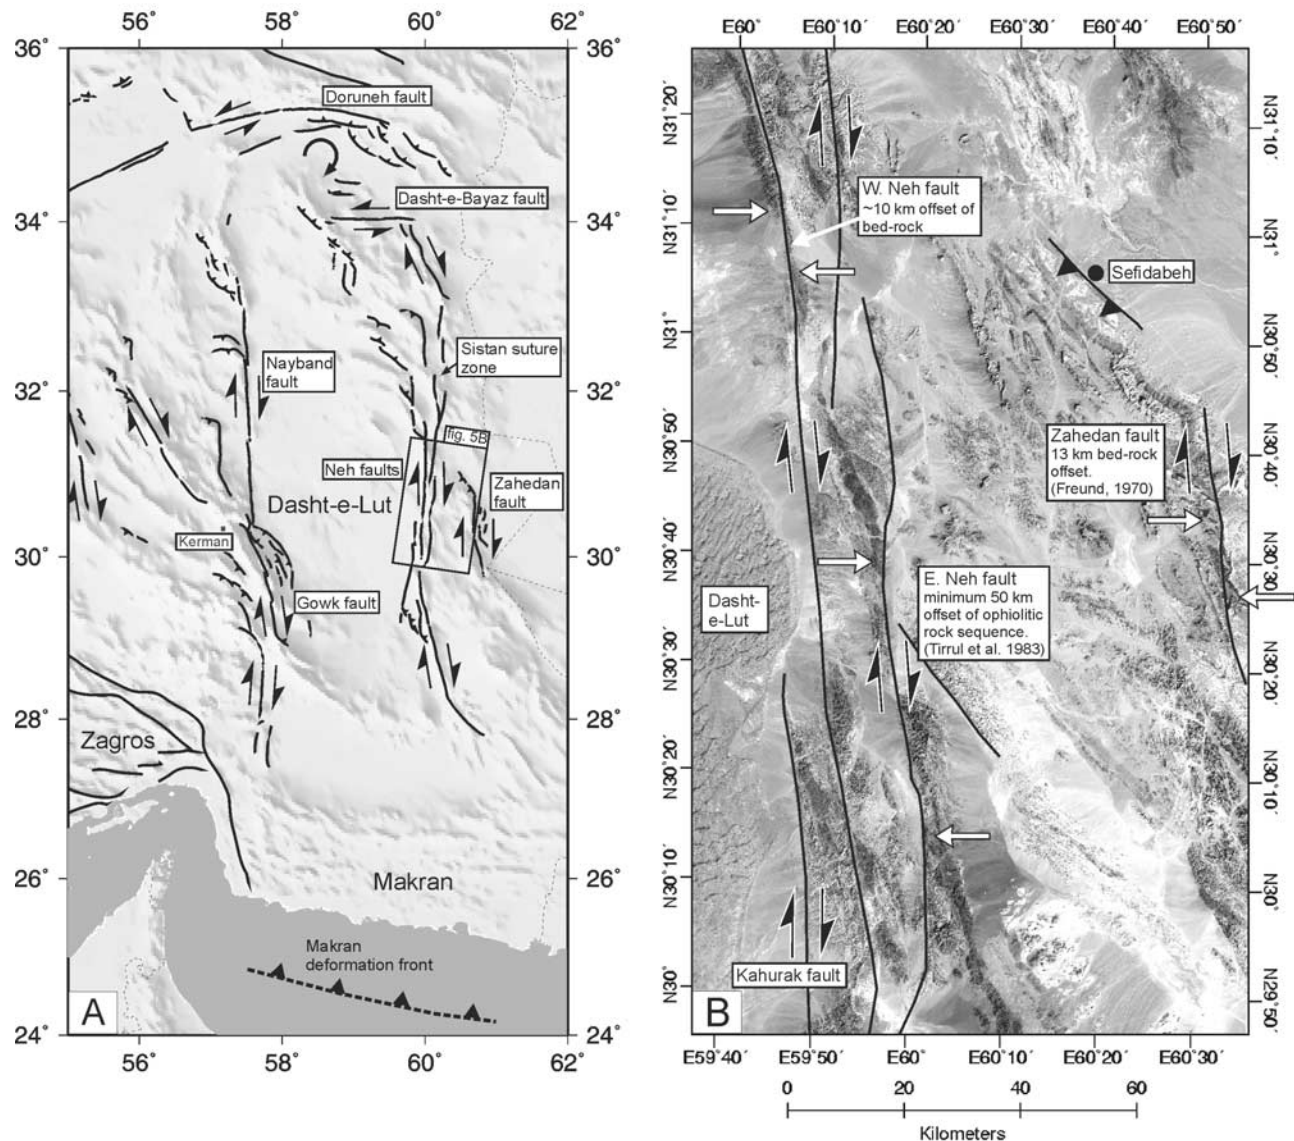 56°
58°
60°
62°
36°
36°
Doruneh fault
Dasht-e-Bayaz fault
34°
34°
Sistan suture
zone
Nayband
fault
32°
32°
fig. 5B
Neh faults
Zahedan
fault
Dasht-e-Lut
Kerman
30°
30°
Gowk fault
28°
28°
Zagros
Makran
26°
26°
Makran
deformation front
A
24°
24°
56°
58°
60°
62°
E60°
E60°10´
E60°20´
E60°30´
E60°40´
E60°50´
N31°20´
N31°10´
N31°
N30°50´
N30°40´
N30°30´
N30°20´
N30°10´
N30°
W. Neh fault
~10 km offset of
bed-rock
Sefidabeh
Zahedan fault
13 km bed-rock
offset.
(Freund, 1970)
E. Neh fault
minimum 50 km
offset of ophiolitic
rock sequence.
(Tirrul et al. 1983)
Dasht-
e-Lut
Kahurak fault
B
N31°10´
N31°
N30°50´
N30°40´
N30°30´
N30°20´
N30°10´
N30°
N29°50´
E59°40´
E59°50´
E60°
E60°10´
E60°20´
E60°30´
0
20
40
60
Kilometers